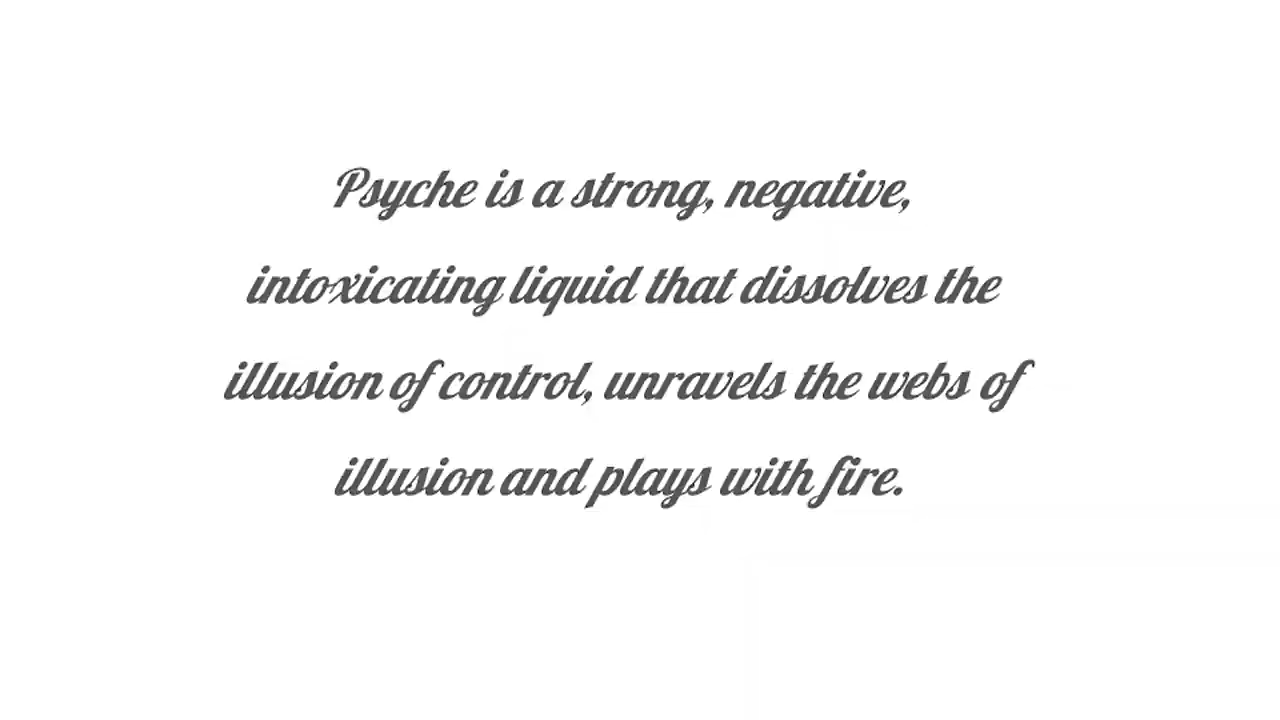 Psyche is a strong, negative,
intoxicating liquid that dissolves the
illusion of control, unravels the webs of
illusion and plays with fire.